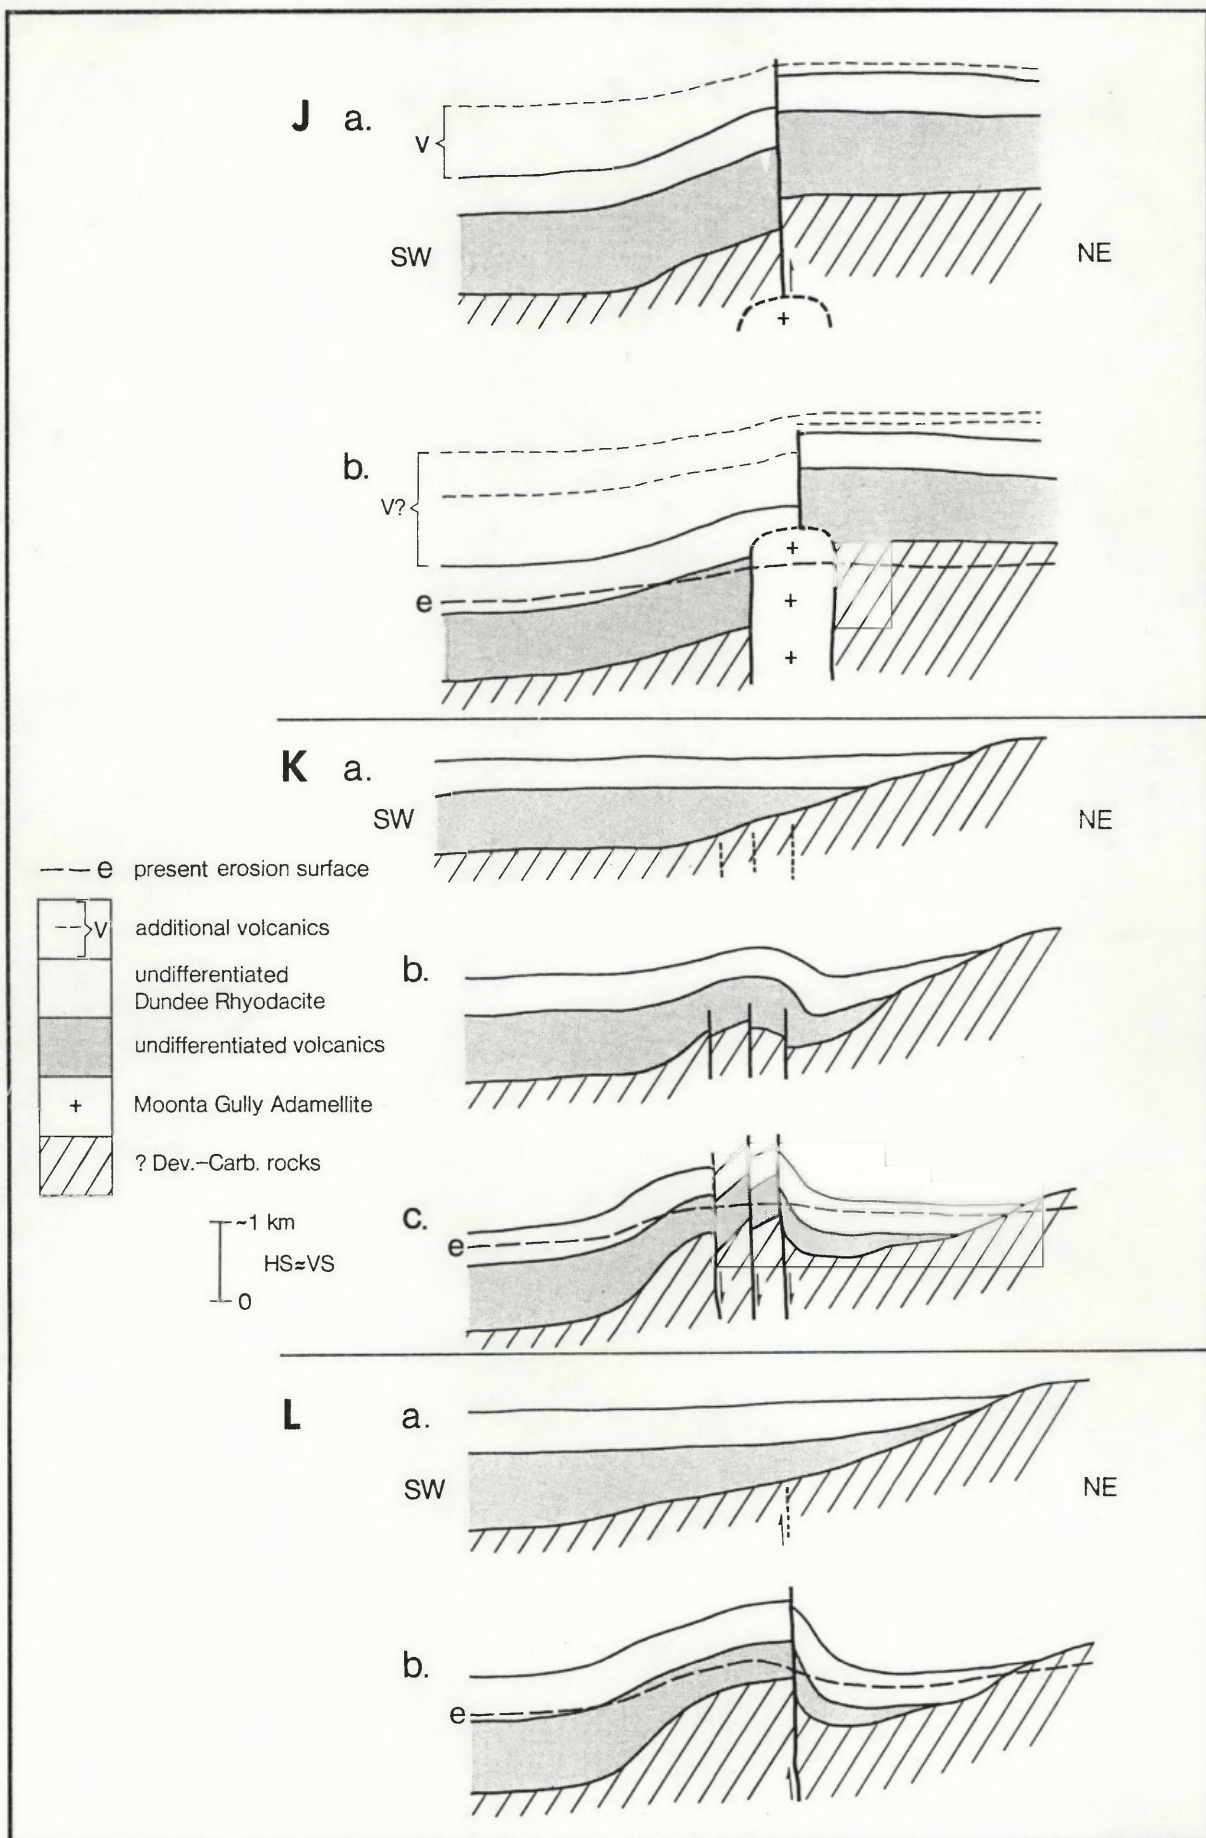 J a.
V
SW
NE
b.
V?
e
K a.
SW
NE
b.
c.
e
e present erosion surface
V additional volcanics
undifferentiated
Dundee Rhyodacite
undifferentiated volcanics
+ Moonta Gully Adamellite
? Dev.–Carb. rocks
~1 km
HS≈VS
0
L a.
SW
NE
b.
e